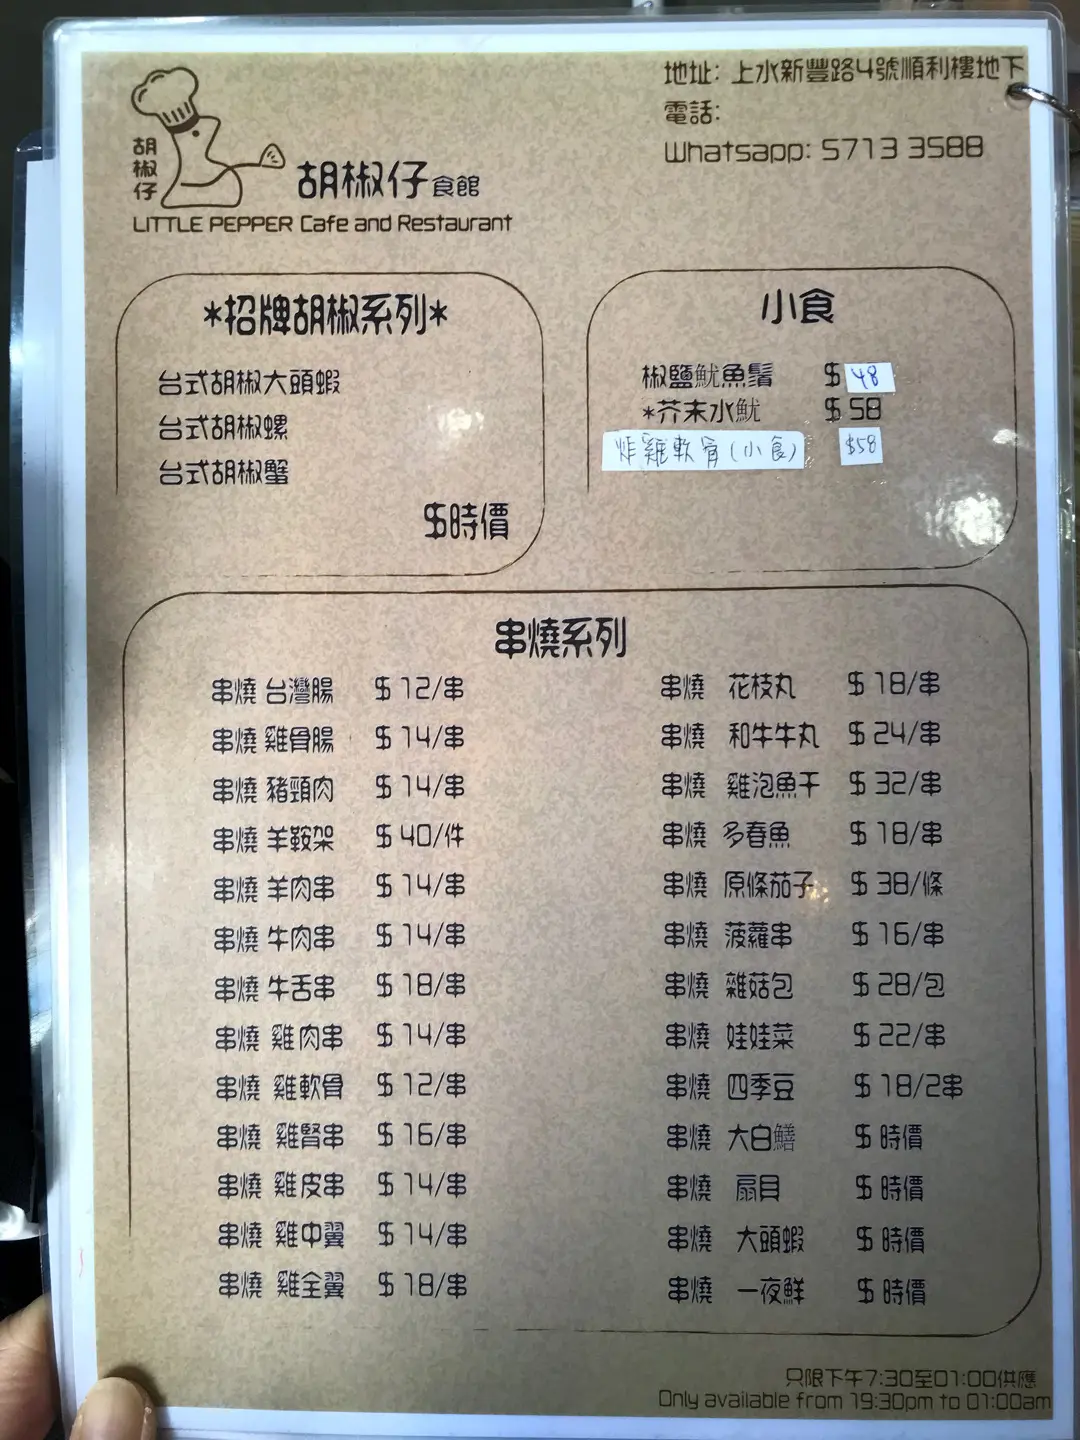 地址: 上水新豐路4號順利樓地下
電話:
Whatsapp: 5713 3588
胡椒仔
胡椒仔食館
LITTLE PEPPER Cafe and Restaurant
*招牌胡椒系列*
台式胡椒大頭蝦
台式胡椒螺
台式胡椒蟹
$時價
小食
椒鹽魷魚鬚 $48
*芥末水魷 $58
炸雞軟骨(小食) $58
串燒系列
串燒 台灣腸 $12/串
串燒 雞骨腸 $14/串
串燒 豬頸肉 $14/串
串燒 羊鞍架 $40/件
串燒 羊肉串 $14/串
串燒 牛肉串 $14/串
串燒 牛舌串 $18/串
串燒 雞肉串 $14/串
串燒 雞軟骨 $12/串
串燒 雞腎串 $16/串
串燒 雞皮串 $14/串
串燒 雞中翼 $14/串
串燒 雞全翼 $18/串
串燒 花枝丸 $18/串
串燒 和牛牛丸 $24/串
串燒 雞泡魚干 $32/串
串燒 多春魚 $18/串
串燒 原條茄子 $38/條
串燒 菠蘿串 $16/串
串燒 雜菇包 $28/包
串燒 娃娃菜 $22/串
串燒 四季豆 $18/2串
串燒 大白鱔 $時價
串燒 扇貝 $時價
串燒 大頭蝦 $時價
串燒 一夜鮮 $時價
只限下午7:30至01:00供應
Only available from 19:30pm to 01:00am